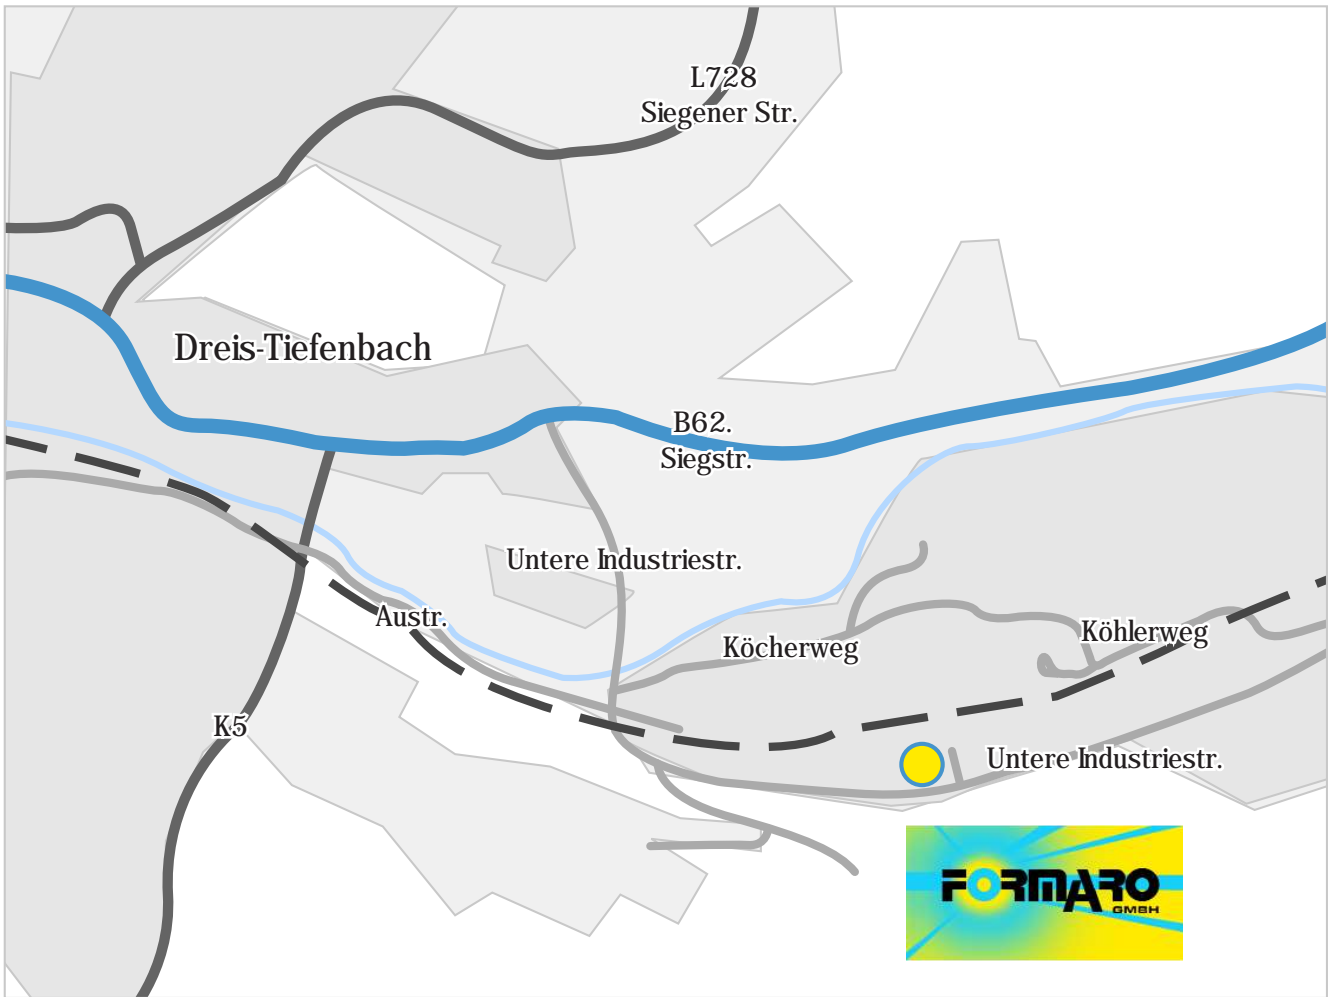 L728
Siegener Str.
Dreis-Tiefenbach
B62.
Siegstr.
Untere Industriestr.
Austr.
Köcherweg
Köhlerweg
K5
Untere Industriestr.
FORMARO
GMBH